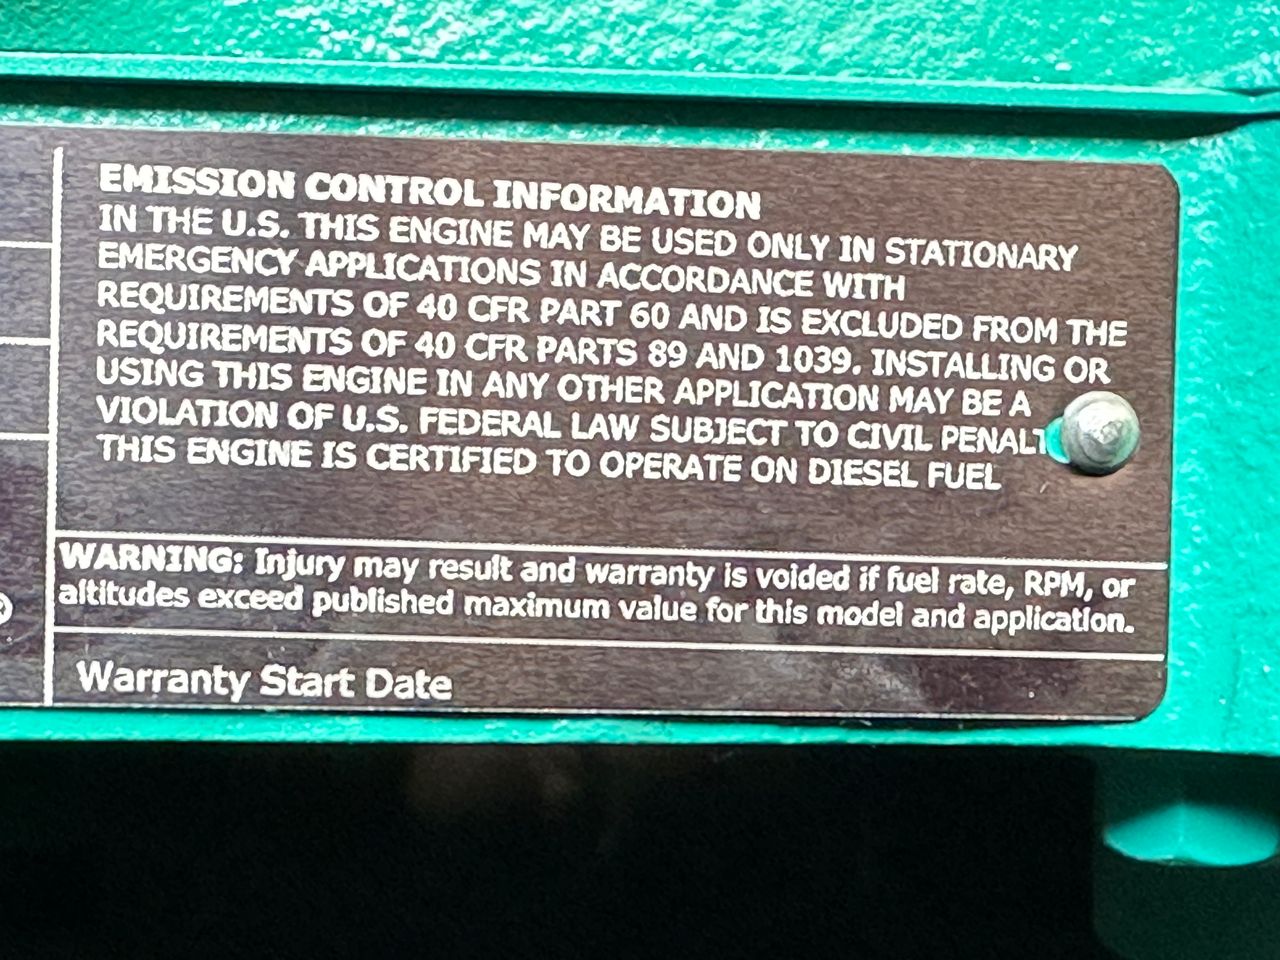 EMISSION CONTROL INFORMATION
IN THE U.S. THIS ENGINE MAY BE USED ONLY IN STATIONARY
EMERGENCY APPLICATIONS IN ACCORDANCE WITH
REQUIREMENTS OF 40 CFR PART 60 AND IS EXCLUDED FROM THE
REQUIREMENTS OF 40 CFR PARTS 89 AND 1039. INSTALLING OR
USING THIS ENGINE IN ANY OTHER APPLICATION MAY BE A
VIOLATION OF U.S. FEDERAL LAW SUBJECT TO CIVIL PENALT
THIS ENGINE IS CERTIFIED TO OPERATE ON DIESEL FUEL
WARNING: Injury may result and warranty is voided if fuel rate, RPM, or
altitudes exceed published maximum value for this model and application.
®
Warranty Start Date